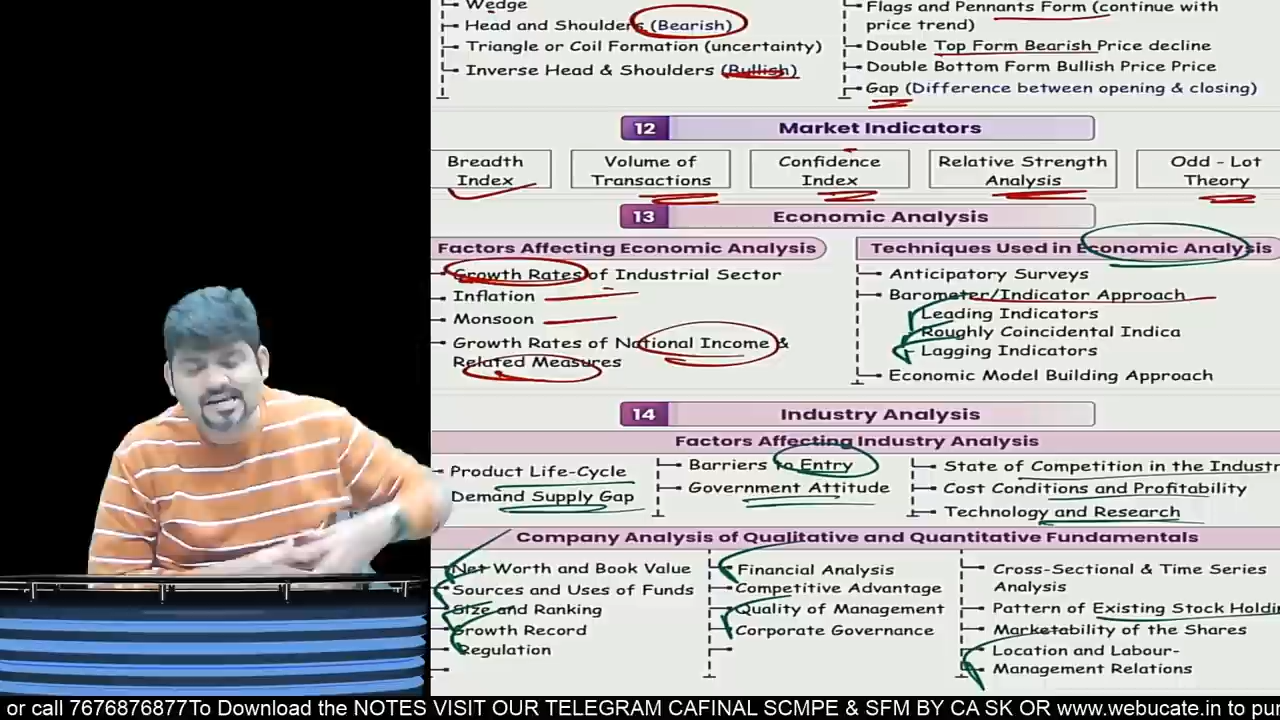 Wedge
Head and Shoulders (Bearish)
Triangle or Coil Formation (uncertainty)
Inverse Head & Shoulders (Bullish)
Flags and Pennants Form (continue with
price trend)
Double Top Form Bearish Price decline
Double Bottom Form Bullish Price Price
Gap (Difference between opening & closing)
12 Market Indicators
Breadth
Index
Volume of
Transactions
Confidence
Index
Relative Strength
Analysis
Odd - Lot
Theory
13 Economic Analysis
Factors Affecting Economic Analysis
Growth Rates of Industrial Sector
Inflation
Monsoon
Growth Rates of National Income &
Related Measures
Techniques Used in Economic Analysis
Anticipatory Surveys
Barometer/Indicator Approach
Leading Indicators
Roughly Coincidental Indica
Lagging Indicators
Economic Model Building Approach
14 Industry Analysis
Factors Affecting Industry Analysis
Product Life-Cycle
Demand Supply Gap
Barriers to Entry
Government Attitude
State of Competition in the Industr
Cost Conditions and Profitability
Technology and Research
Company Analysis of Qualitative and Quantitative Fundamentals
Net Worth and Book Value
Sources and Uses of Funds
Size and Ranking
Growth Record
Regulation
Financial Analysis
Competitive Advantage
Quality of Management
Corporate Governance
Cross-Sectional & Time Series
Analysis
Pattern of Existing Stock Holdi
Marketability of the Shares
Location and Labour-
Management Relations
or call 7676876877To Download the NOTES VISIT OUR TELEGRAM CAFINAL SCMPE & SFM BY CA SK OR www.webucate.in to pur